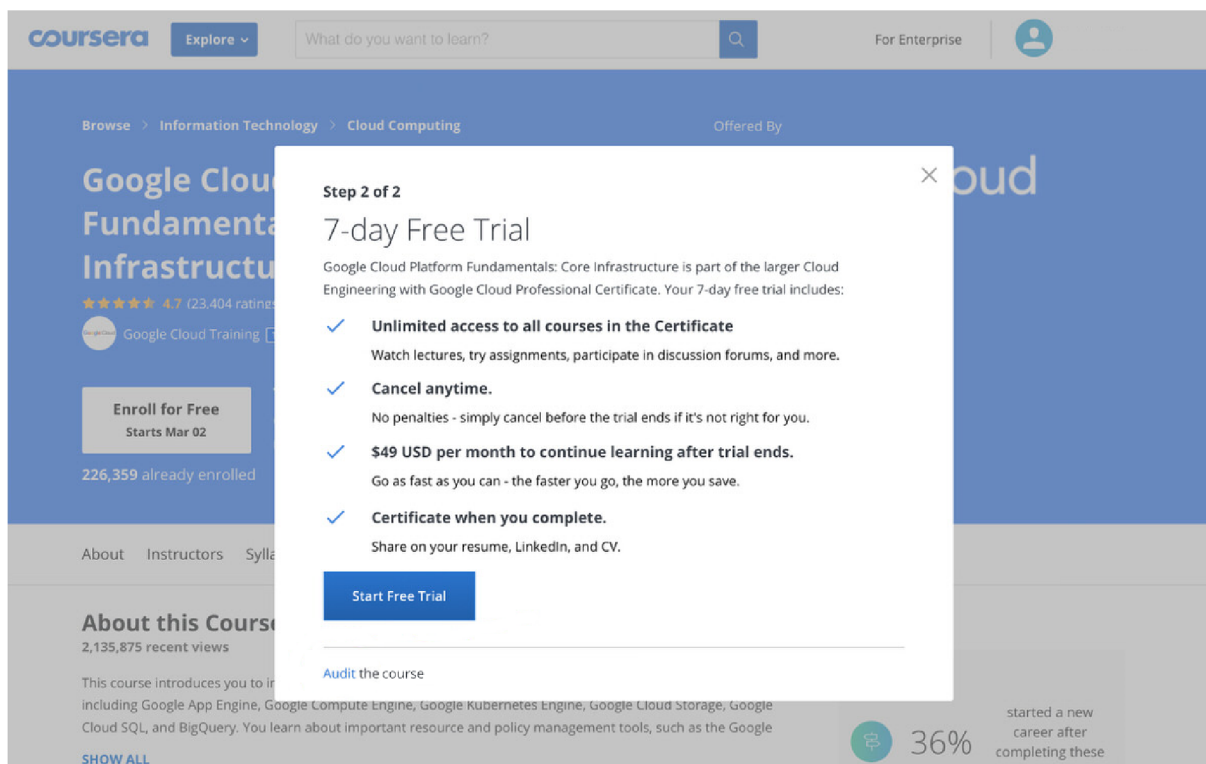 coursera
Explore
What do you want to learn?
For Enterprise
Browse > Information Technology > Cloud Computing
Offered By
Google Clou
Fundamenta
Infrastructu
oud
4.7 (23,404 ratings
Google Cloud Training
Enroll for Free
Starts Mar 02
226,359 already enrolled
Step 2 of 2
7-day Free Trial
Google Cloud Platform Fundamentals: Core Infrastructure is part of the larger Cloud
Engineering with Google Cloud Professional Certificate. Your 7-day free trial includes:
Unlimited access to all courses in the Certificate
Watch lectures, try assignments, participate in discussion forums, and more.
Cancel anytime.
No penalties - simply cancel before the trial ends if it's not right for you.
$49 USD per month to continue learning after trial ends.
Go as fast as you can - the faster you go, the more you save.
Certificate when you complete.
Share on your resume, LinkedIn, and CV.
Start Free Trial
Audit the course
About Instructors Sylla
About this Course
2,135,875 recent views
This course introduces you to i
including Google App Engine, Google Compute Engine, Google Kubernetes Engine, Google Cloud Storage, Google
Cloud SQL, and BigQuery. You learn about important resource and policy management tools, such as the Google
SHOW ALL
36%
started a new
career after
completing these